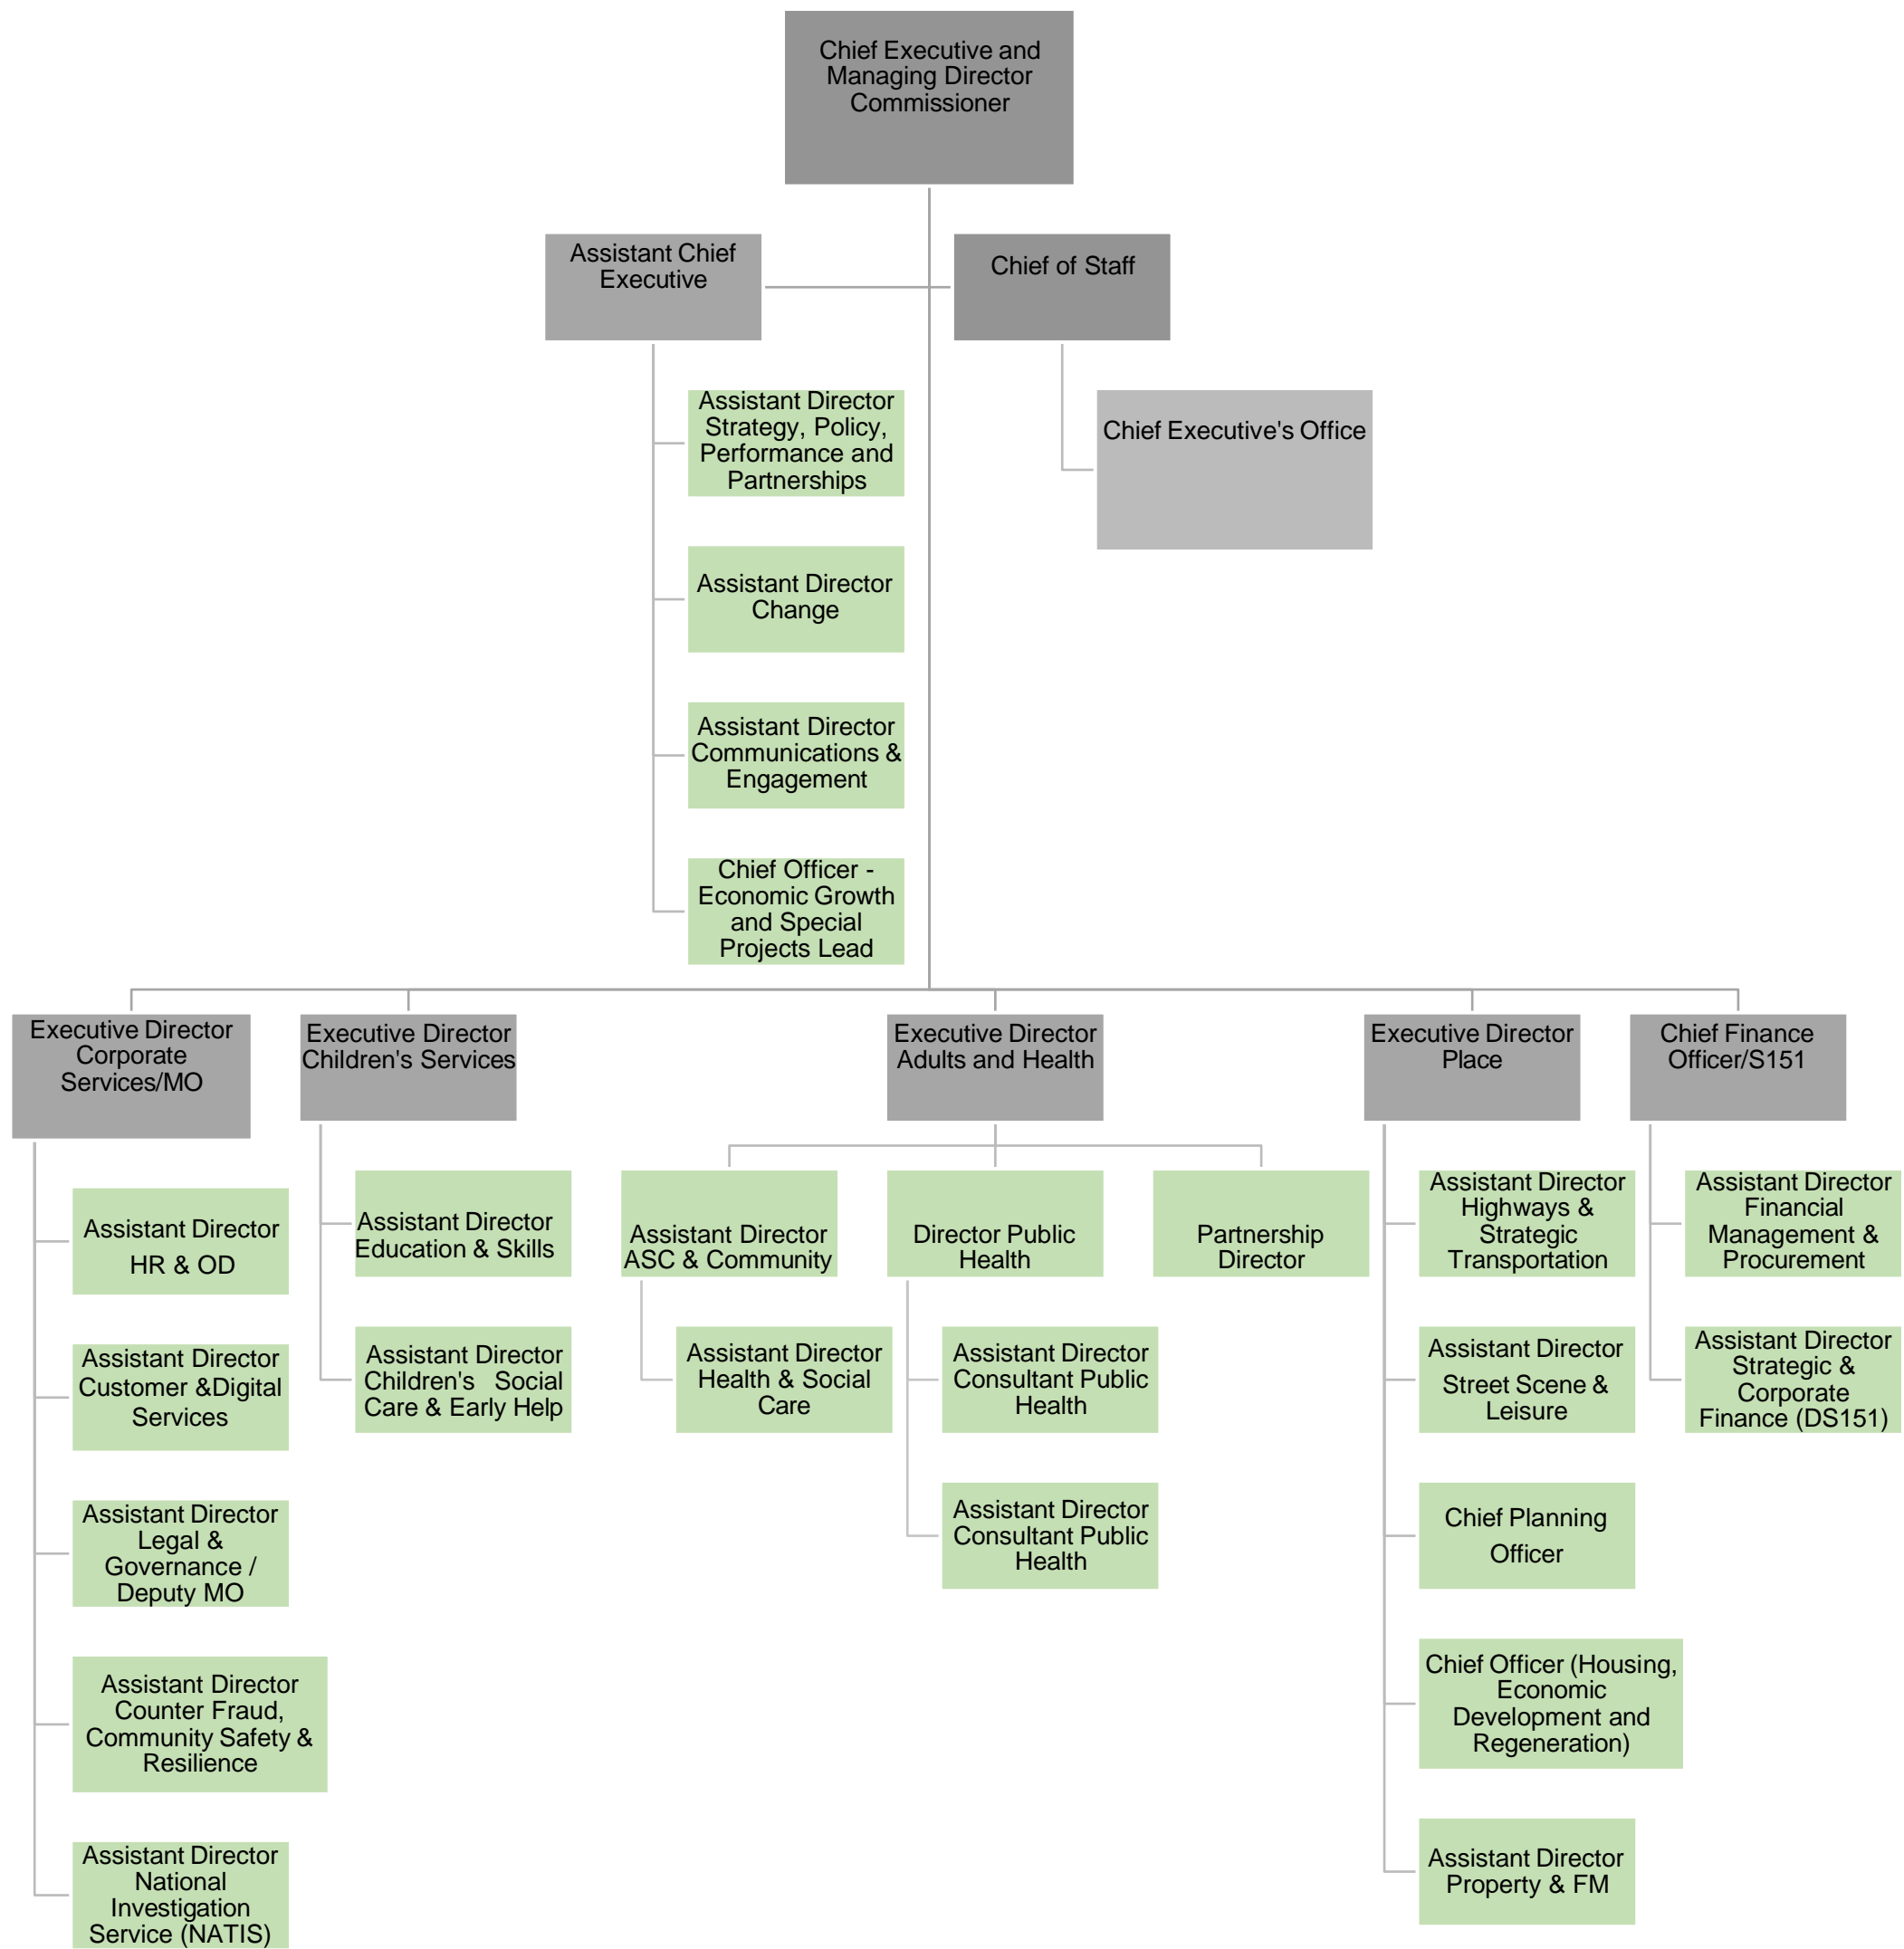 Chief Executive and
Managing Director
Commissioner
Assistant Chief
Executive
Chief of Staff
Assistant Director
Strategy, Policy,
Performance and
Partnerships
Chief Executive's Office
Assistant Director
Change
Assistant Director
Communications &
Engagement
Chief Officer -
Economic Growth
and Special
Projects Lead
Executive Director
Corporate
Services/MO
Executive Director
Children's Services
Executive Director
Adults and Health
Executive Director
Place
Chief Finance
Officer/S151
Assistant Director
HR & OD
Assistant Director
Customer &Digital
Services
Assistant Director
Legal &
Governance /
Deputy MO
Assistant Director
Counter Fraud,
Community Safety &
Resilience
Assistant Director
National
Investigation
Service (NATIS)
Assistant Director
Education & Skills
Assistant Director
Children's Social
Care & Early Help
Assistant Director
ASC & Community
Assistant Director
Health & Social
Care
Director Public
Health
Assistant Director
Consultant Public
Health
Assistant Director
Consultant Public
Health
Partnership
Director
Assistant Director
Highways &
Strategic
Transportation
Assistant Director
Street Scene &
Leisure
Chief Planning
Officer
Chief Officer (Housing,
Economic
Development and
Regeneration)
Assistant Director
Property & FM
Assistant Director
Financial
Management &
Procurement
Assistant Director
Strategic &
Corporate
Finance (DS151)